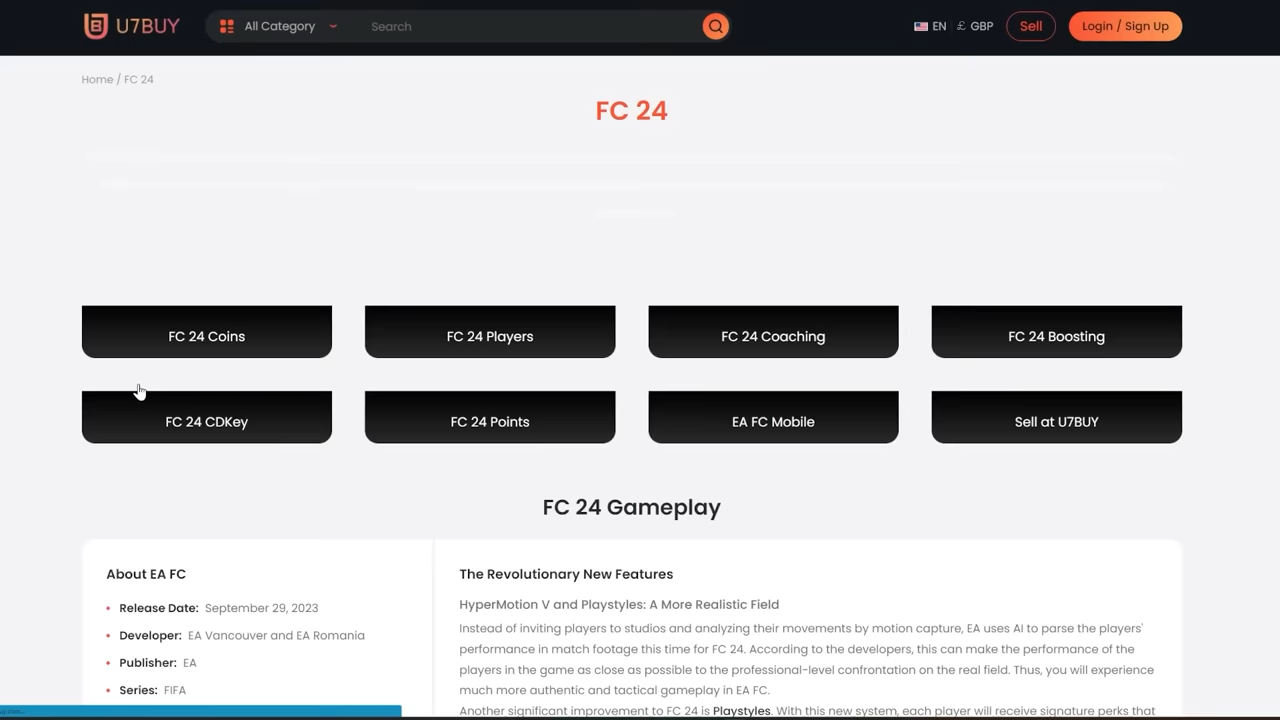 U7BUY
All Category
Search
EN
£ GBP
Sell
Login / Sign Up
Home / FC 24
FC 24
FC 24 Coins
FC 24 Players
FC 24 Coaching
FC 24 Boosting
FC 24 CDKey
FC 24 Points
EA FC Mobile
Sell at U7BUY
FC 24 Gameplay
About EA FC
Release Date: September 29, 2023
Developer: EA Vancouver and EA Romania
Publisher: EA
Series: FIFA
The Revolutionary New Features
HyperMotion V and Playstyles: A More Realistic Field
Instead of inviting players to studios and analyzing their movements by motion capture, EA uses AI to parse the players'
performance in match footage this time for FC 24. According to the developers, this can make the performance of the
players in the game as close as possible to the professional-level confrontation on the real field. Thus, you will experience
much more authentic and tactical gameplay in EA FC.
Another significant improvement to FC 24 is Playstyles. With this new system, each player will receive signature perks that